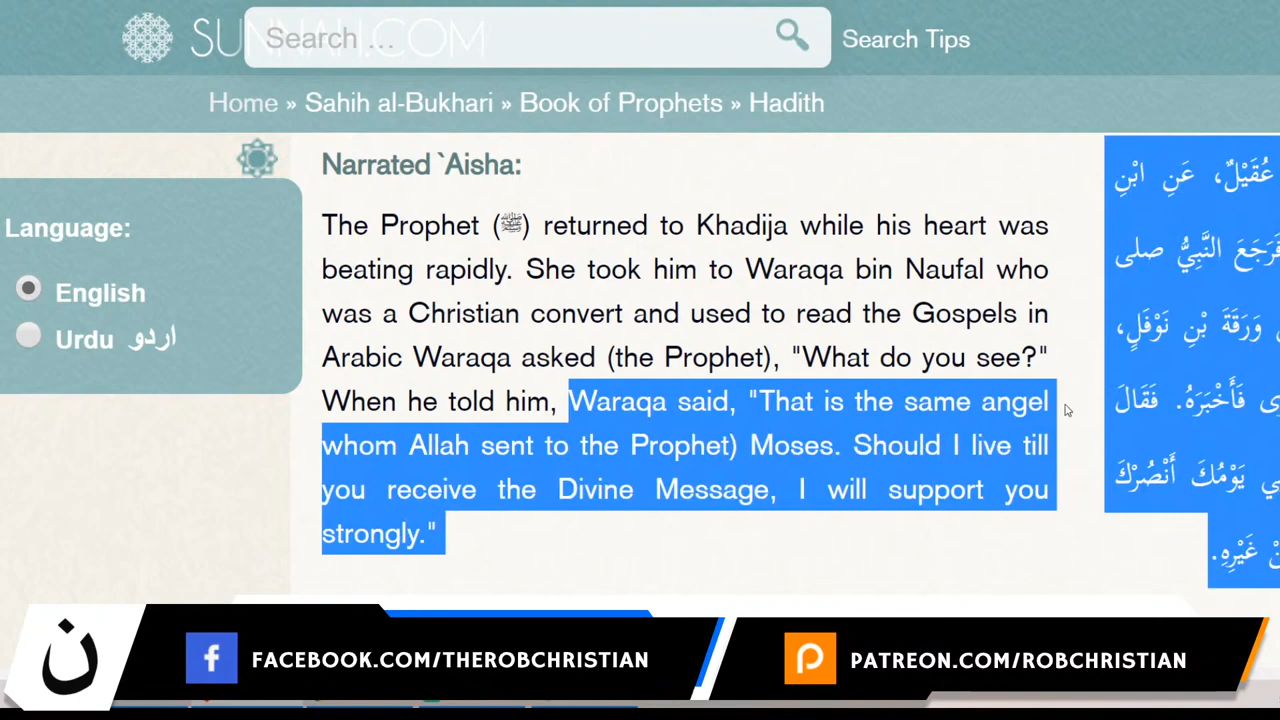 SUNNAH.COM
Search ...
Search Tips
Home » Sahih al-Bukhari » Book of Prophets » Hadith
Language:
English
Urdu اردو
Narrated `Aisha:
The Prophet (ﷺ) returned to Khadija while his heart was
beating rapidly. She took him to Waraqa bin Naufal who
was a Christian convert and used to read the Gospels in
Arabic Waraqa asked (the Prophet), "What do you see?"
When he told him, Waraqa said, "That is the same angel
whom Allah sent to the Prophet) Moses. Should I live till
you receive the Divine Message, I will support you
strongly."
عُقَيْلٌ، عَنِ ابْنِ
فَرَجَعَ النَّبِيُّ صلى
وَرَقَةَ بْنِ نَوْفَلٍ،
فَأَخْبَرَهُ. فَقَالَ
يَوْمُكَ أَنْصُرْكَ
غَيْرِهِ.
ن
FACEBOOK.COM/THEROBCHRISTIAN
PATREON.COM/ROBCHRISTIAN